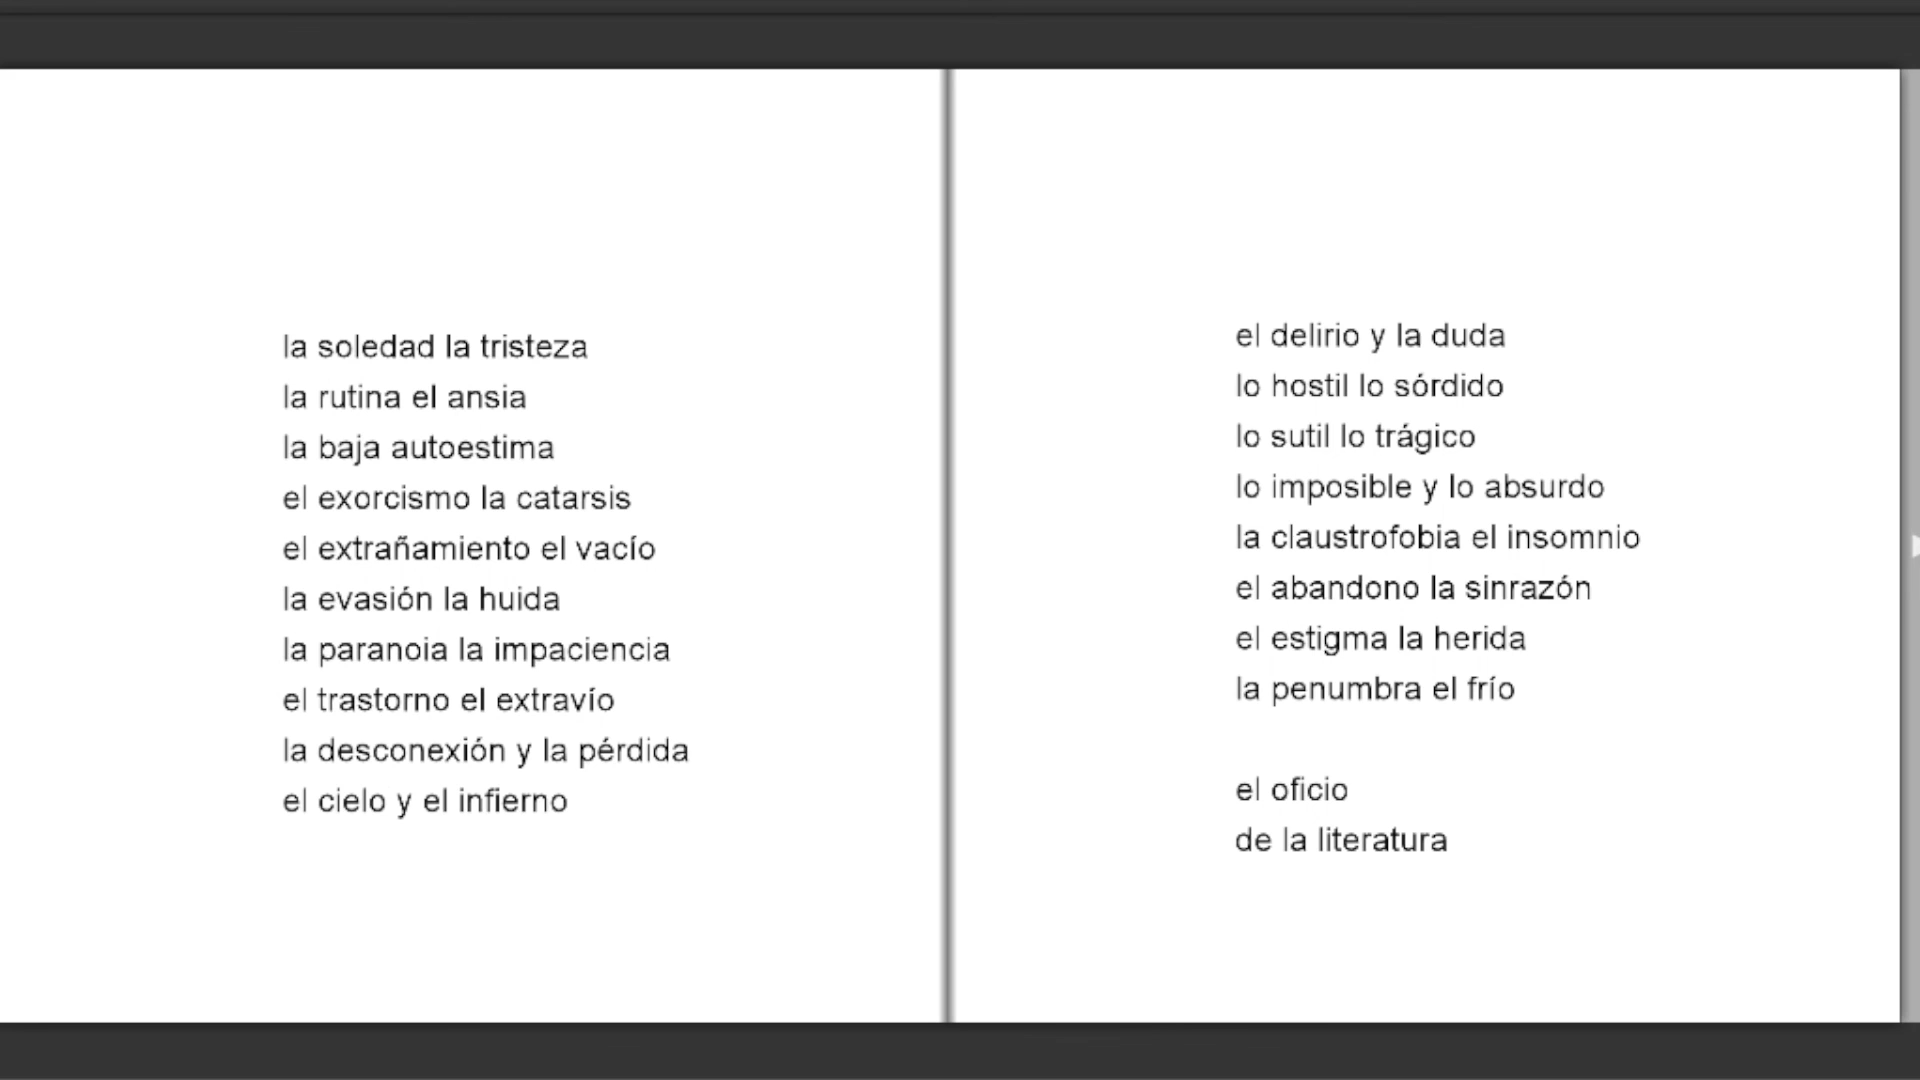 la soledad la tristeza
la rutina el ansia
la baja autoestima
el exorcismo la catarsis
el extrañamiento el vacío
la evasión la huida
la paranoia la impaciencia
el trastorno el extravío
la desconexión y la pérdida
el cielo y el infierno
el delirio y la duda
lo hostil lo sórdido
lo sutil lo trágico
lo imposible y lo absurdo
la claustrofobia el insomnio
el abandono la sinrazón
el estigma la herida
la penumbra el frío
el oficio
de la literatura